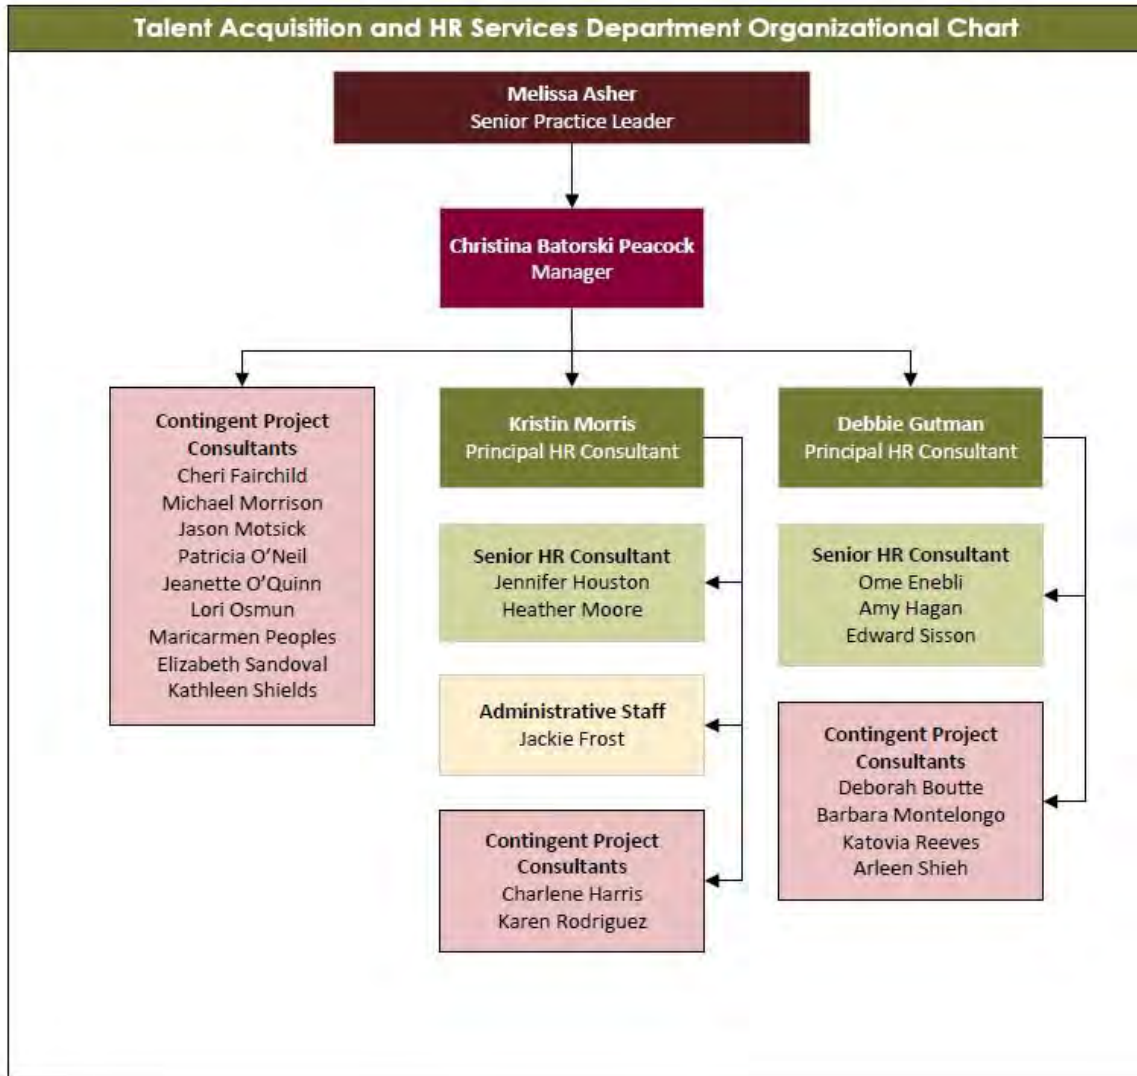 Talent Acquisition and HR Services Department Organizational Chart
Melissa Asher
Senior Practice Leader
Christina Batorski Peacock
Manager
Contingent Project
Consultants
Cheri Fairchild
Michael Morrison
Jason Motsick
Patricia O’Neil
Jeanette O’Quinn
Lori Osmun
Maricarmen Peoples
Elizabeth Sandoval
Kathleen Shields
Kristin Morris
Principal HR Consultant
Senior HR Consultant
Jennifer Houston
Heather Moore
Administrative Staff
Jackie Frost
Contingent Project
Consultants
Charlene Harris
Karen Rodriguez
Debbie Gutman
Principal HR Consultant
Senior HR Consultant
Ome Enebli
Amy Hagan
Edward Sisson
Contingent Project
Consultants
Deborah Boutte
Barbara Montelongo
Katovia Reeves
Arleen Shieh